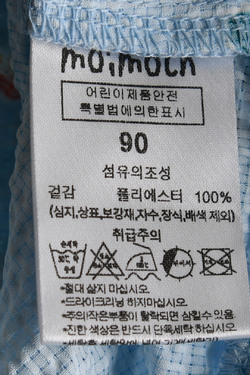 moimoln
어린이제품안전
특별법에의한표시
90
섬유의조성
겉감 폴리에스터 100%
(심지,상표,보강재,자수,장식,배색 제외)
취급주의
•절대 삶지 마십시오.
•드라이크리닝 하지마십시오.
•주의:작은부품이 탈락되면 삼킬수 있음.
•진한 색상은 반드시 단독세탁 하십시오